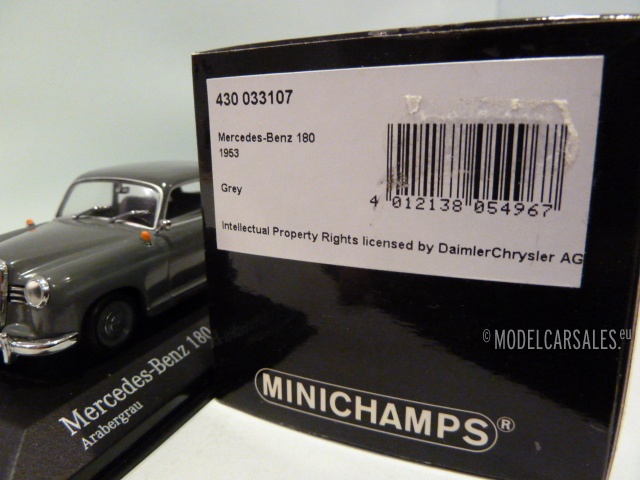 430 033107
Mercedes-Benz 180
1953
Grey
4 012138 054967
Intellectual Property Rights licensed by DaimlerChrysler AG
© MODELCARSALES.eu
Mercedes-Benz 180
Arabergrau
MINICHAMPS®